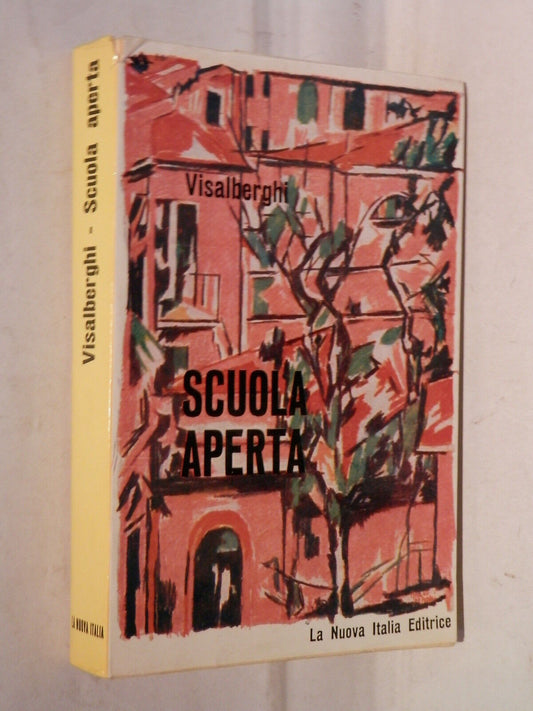 Visalberghi
SCUOLA
APERTA
La Nuova Italia Editrice
Visalberghi - Scuola aperta
LA NUOVA ITALIA